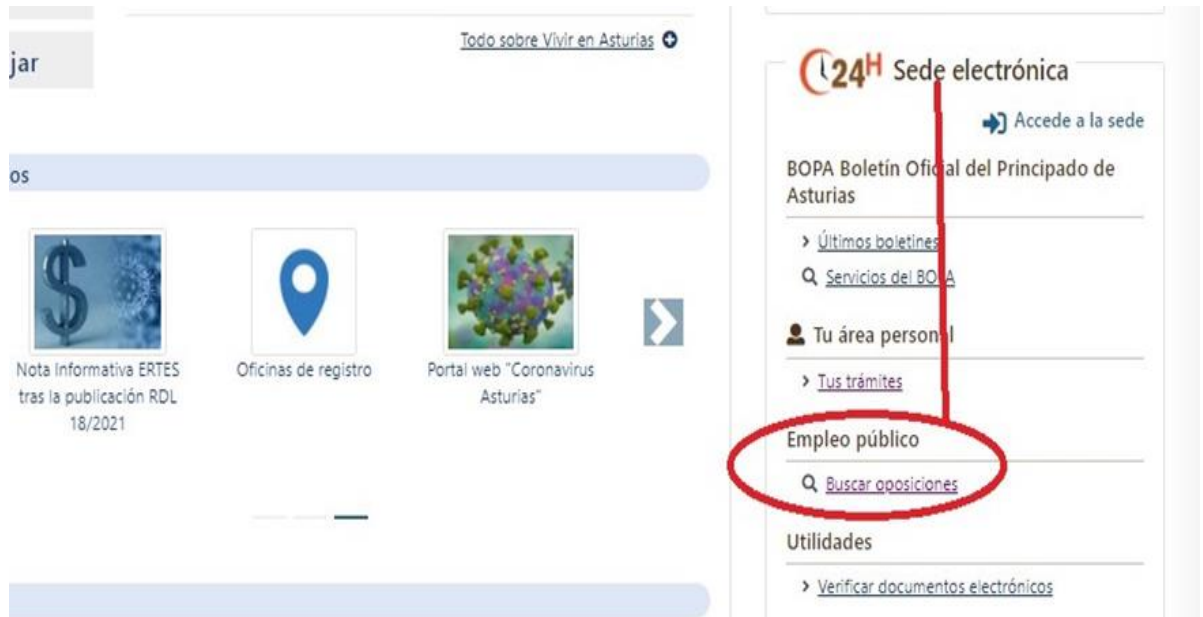 Todo sobre Vivir en Asturias
jar
os
Nota Informativa ERTES
tras la publicación RDL
18/2021
Oficinas de registro
Portal web "Coronavirus
Asturias"
24H Sede electrónica
Accede a la sede
BOPA Boletín Oficial del Principado de
Asturias
Últimos boletines
Servicios del BOPA
Tu área personal
Tus trámites
Empleo público
Buscar oposiciones
Utilidades
Verificar documentos electrónicos